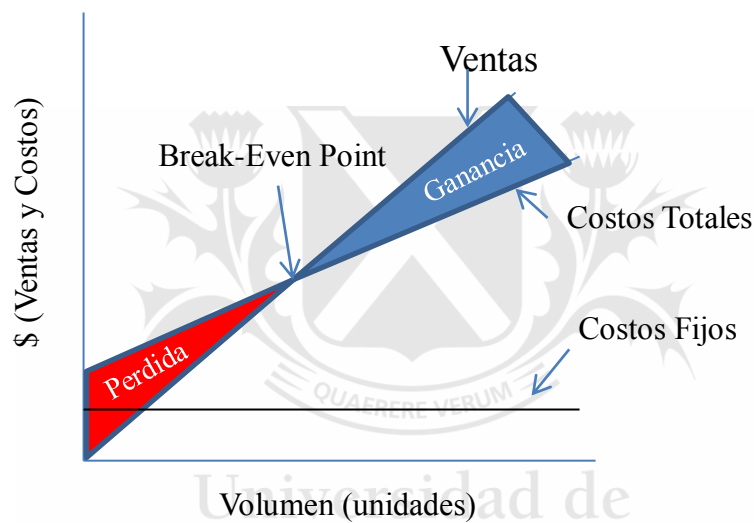 Ventas
$ (Ventas y Costos)
Break-Even Point
Ganancia
Costos Totales
Costos Fijos
Perdida
QUAERERE VERUM
Universidad de
Volumen (unidades)